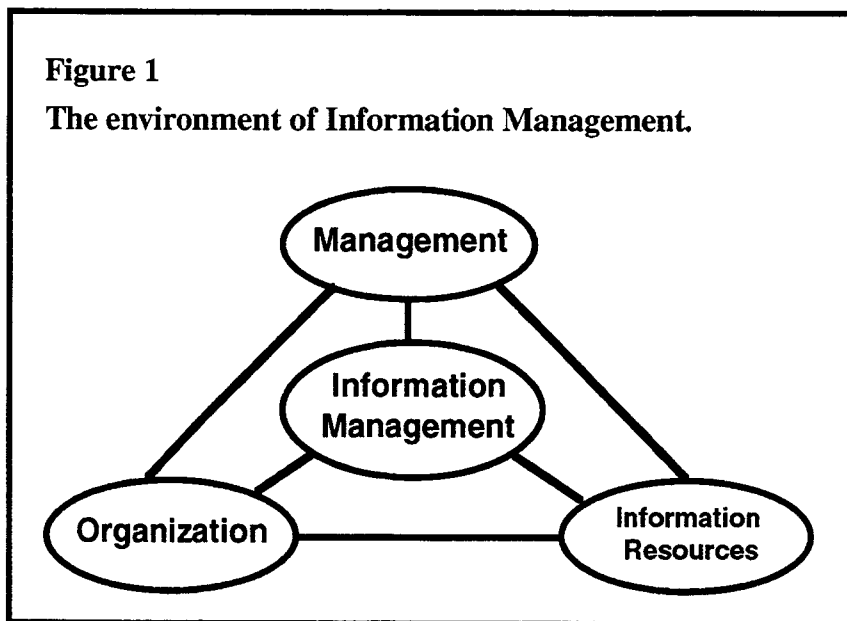 Figure 1
The environment of Information Management.
Management
Information
Management
Organization
Information
Resources